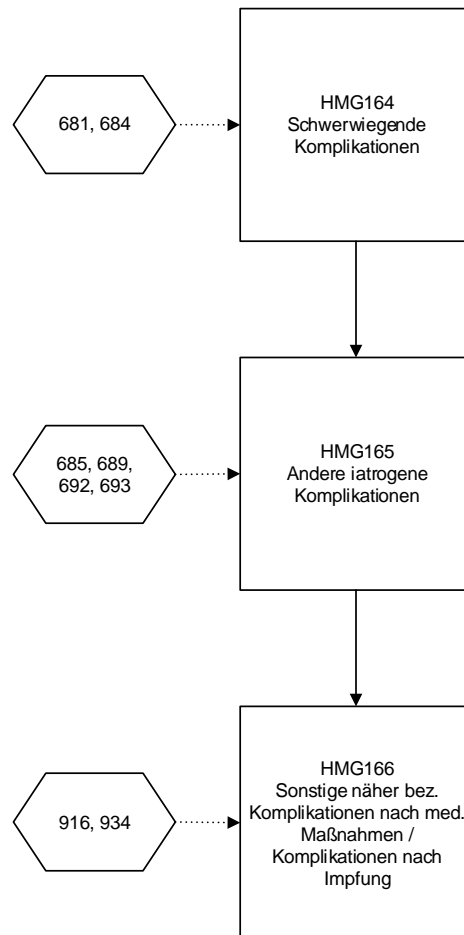 681, 684
HMG164
Schwerwiegende
Komplikationen
685, 689,
692, 693
HMG165
Andere iatrogene
Komplikationen
916, 934
HMG166
Sonstige näher bez.
Komplikationen nach med.
Maßnahmen /
Komplikationen nach
Impfung